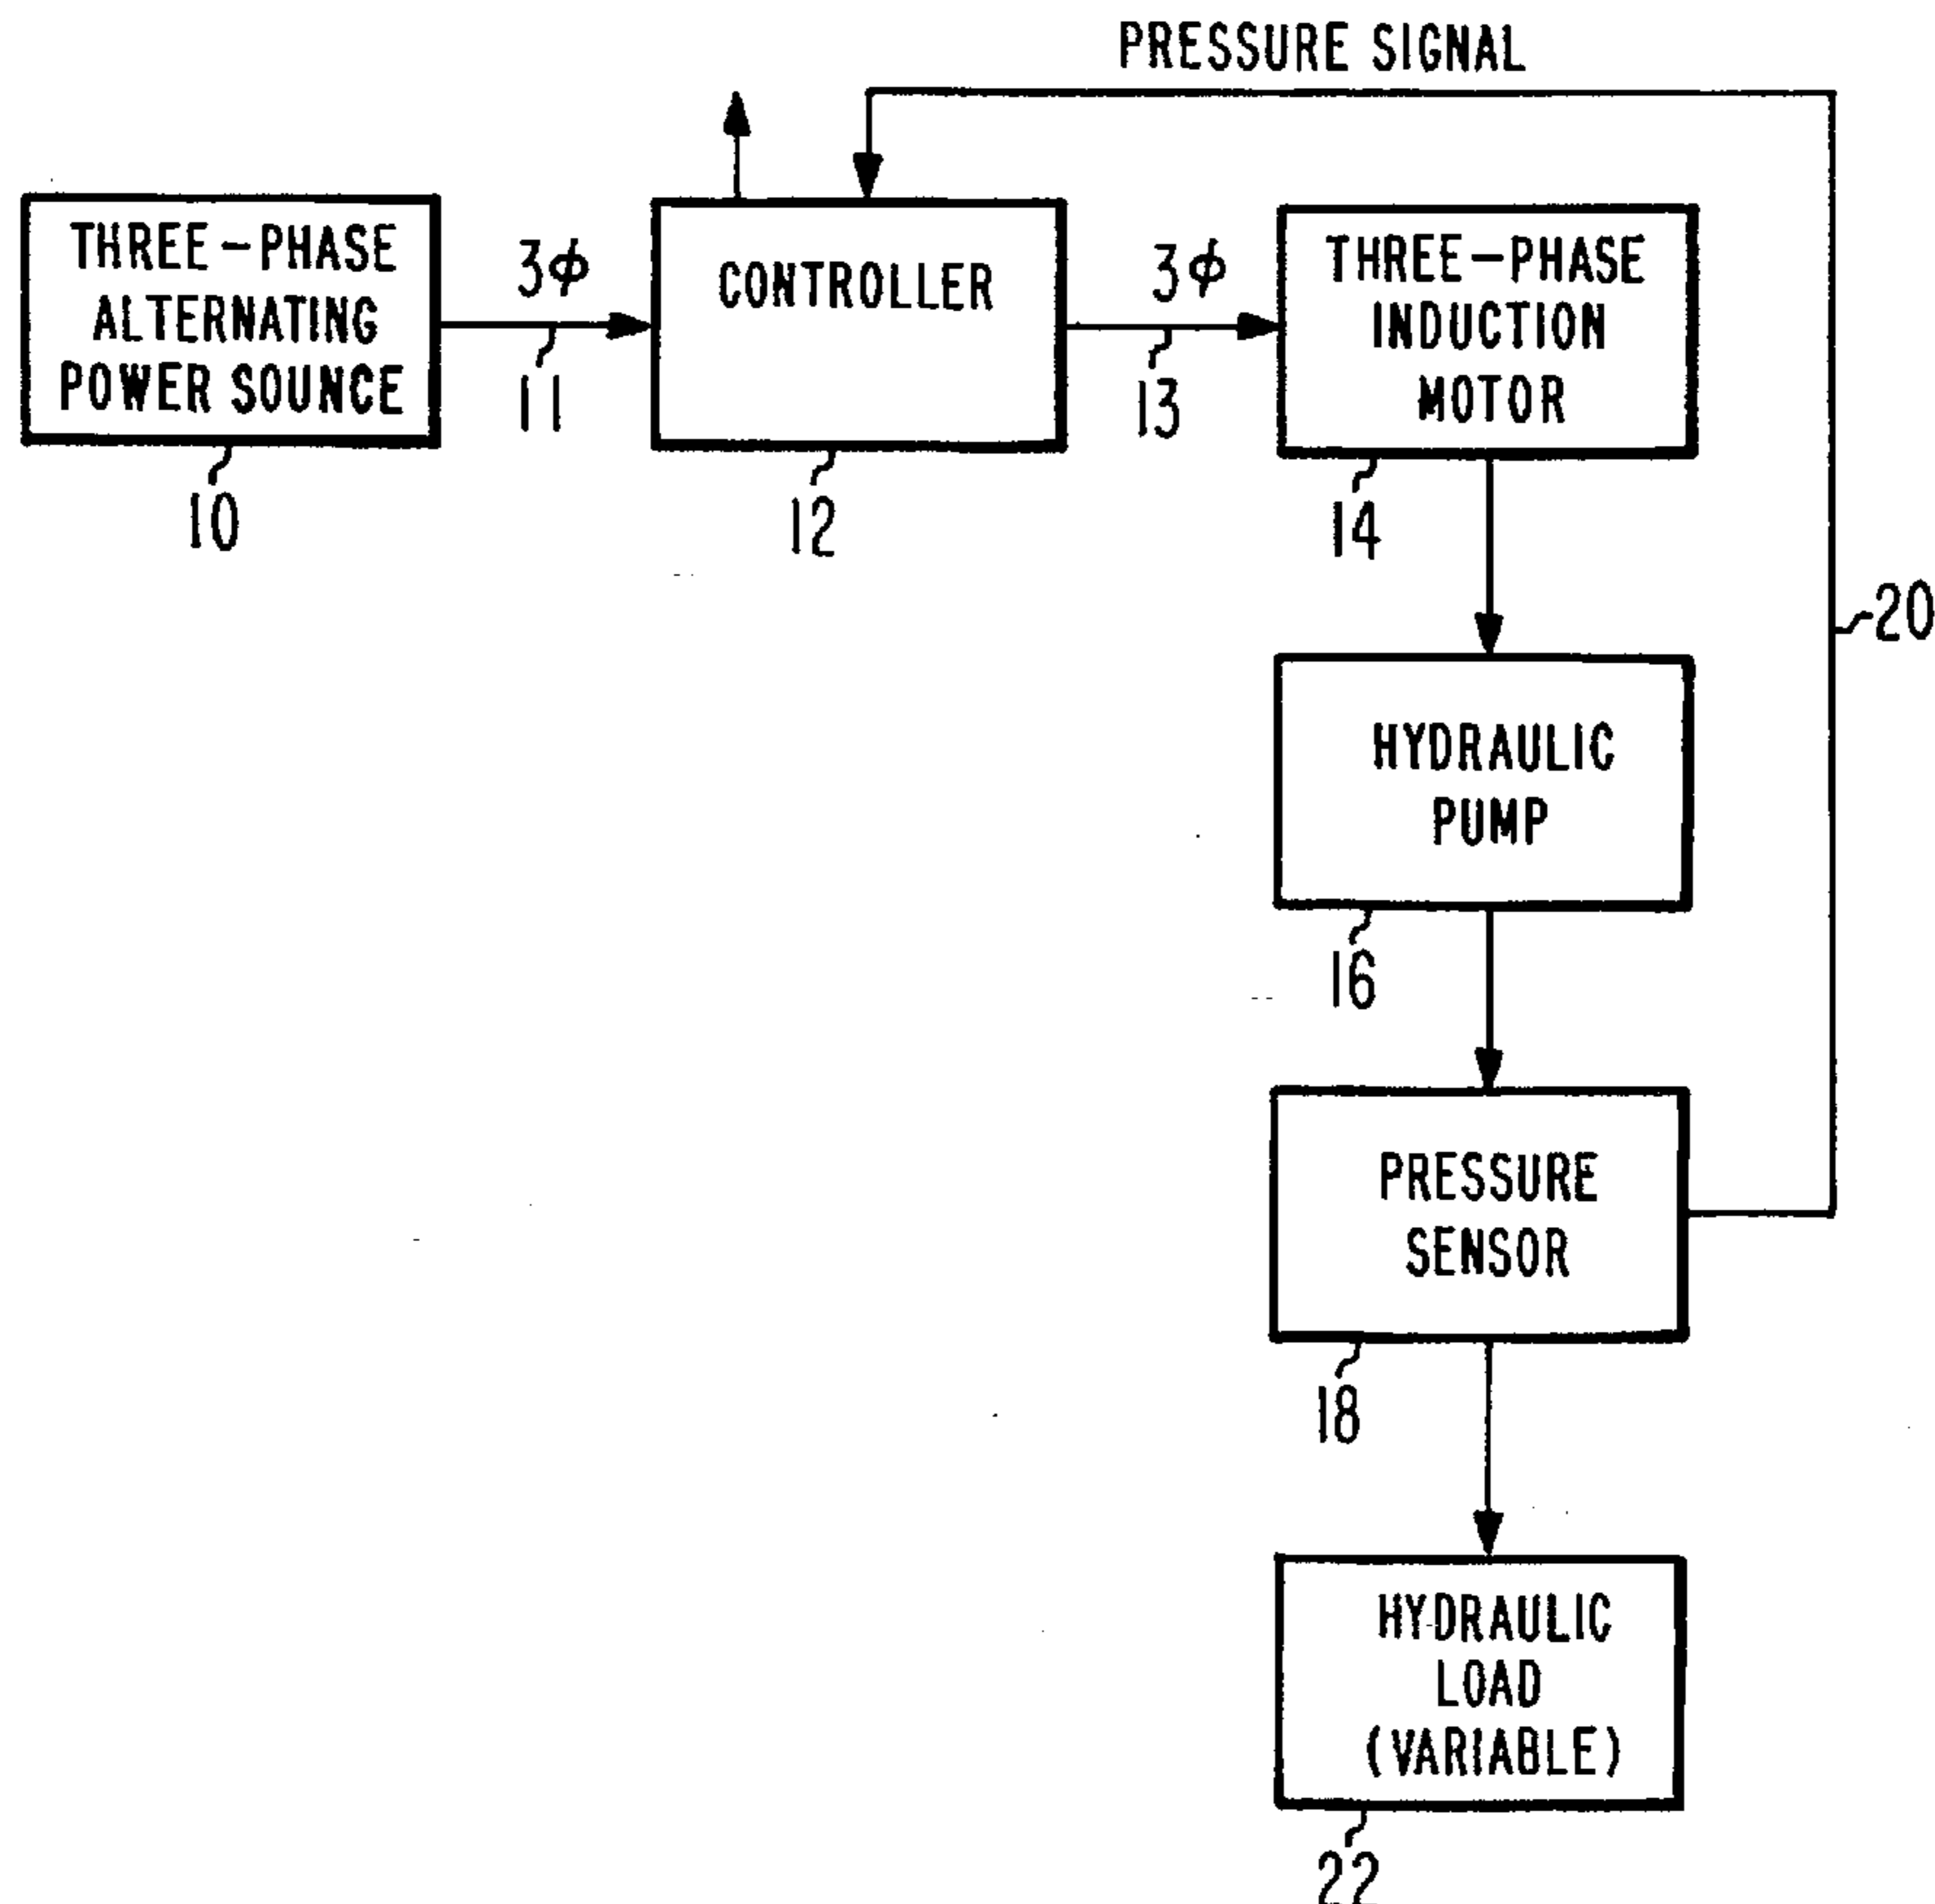 PRESSURE SIGNAL
THREE-PHASE
ALTERNATING
POWER SOUNCE
10
3ϕ
11
CONTROLLER
12
3ϕ
13
THREE-PHASE
INDUCTION
MOTOR
14
20
HYDRAULIC
PUMP
16
PRESSURE
SENSOR
18
HYDRAULIC
LOAD
(VARIABLE)
22